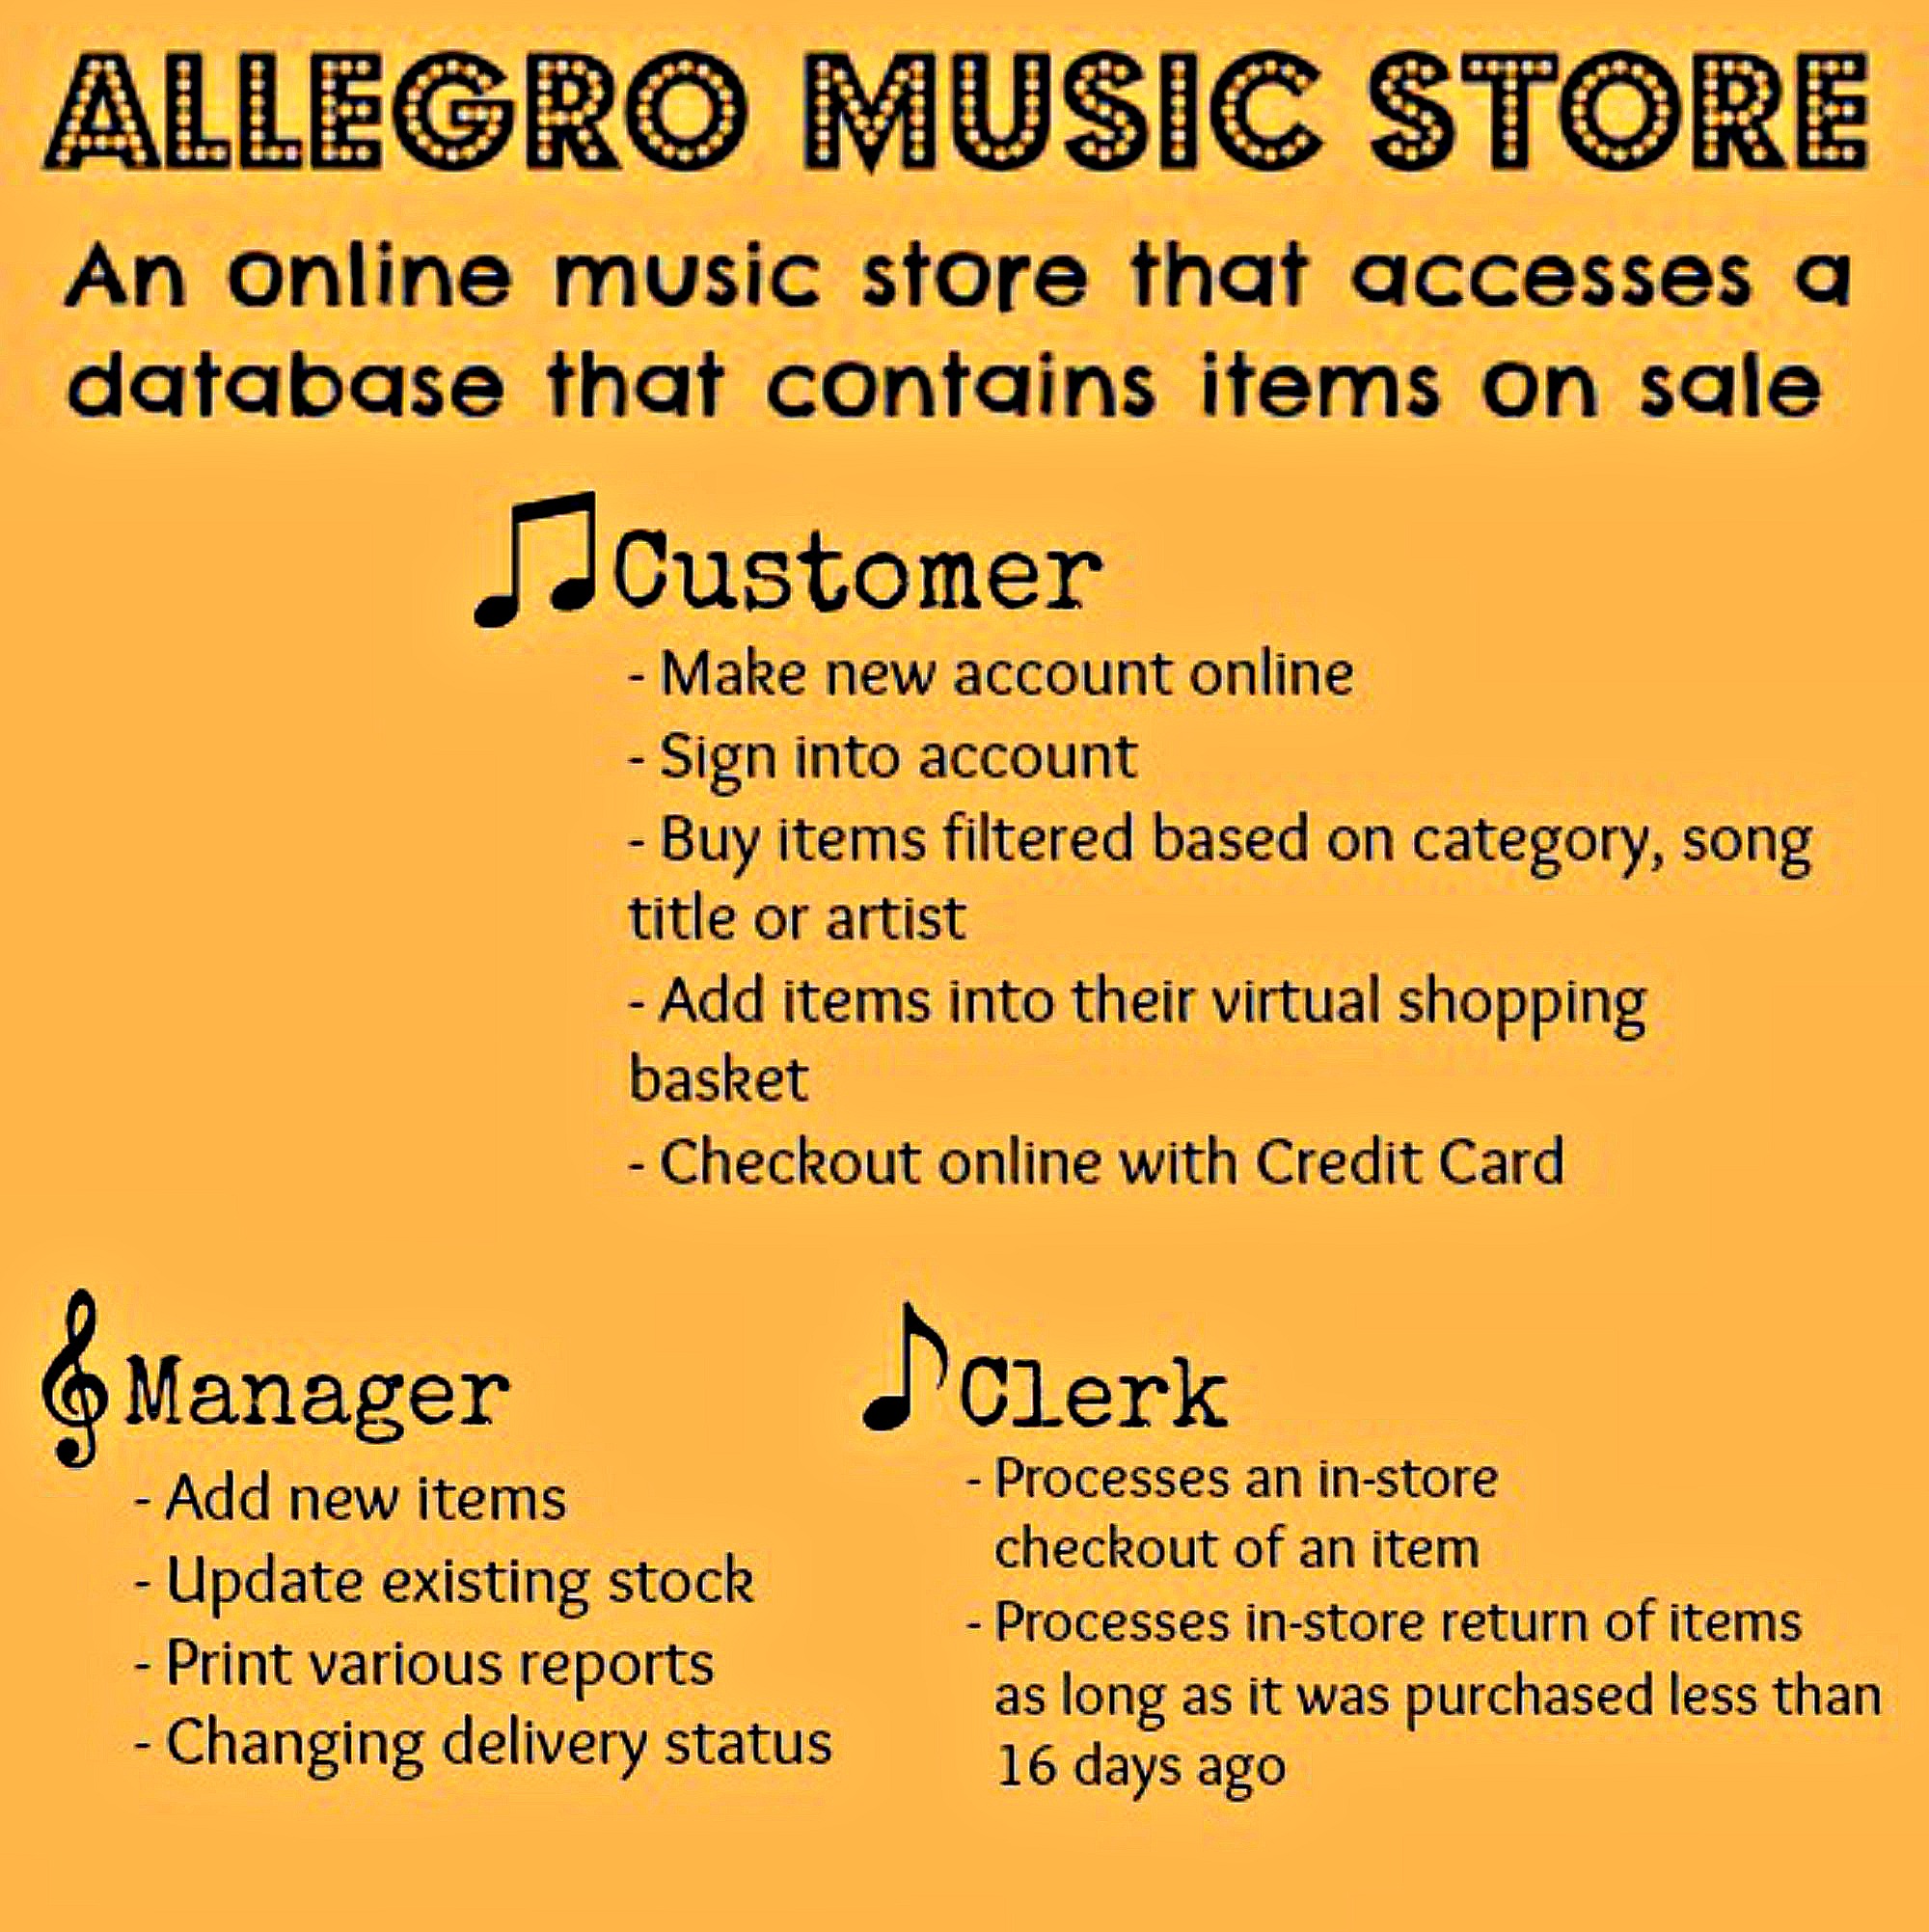 ALLEGRO MUSIC STORE
An online music store that accesses a
database that contains items on sale
Customer
- Make new account online
- Sign into account
- Buy items filtered based on category, song
title or artist
- Add items into their virtual shopping
basket
- Checkout online with Credit Card
Manager
- Add new items
- Update existing stock
- Print various reports
- Changing delivery status
Clerk
- Processes an in-store
checkout of an item
- Processes in-store return of items
as long as it was purchased less than
16 days ago